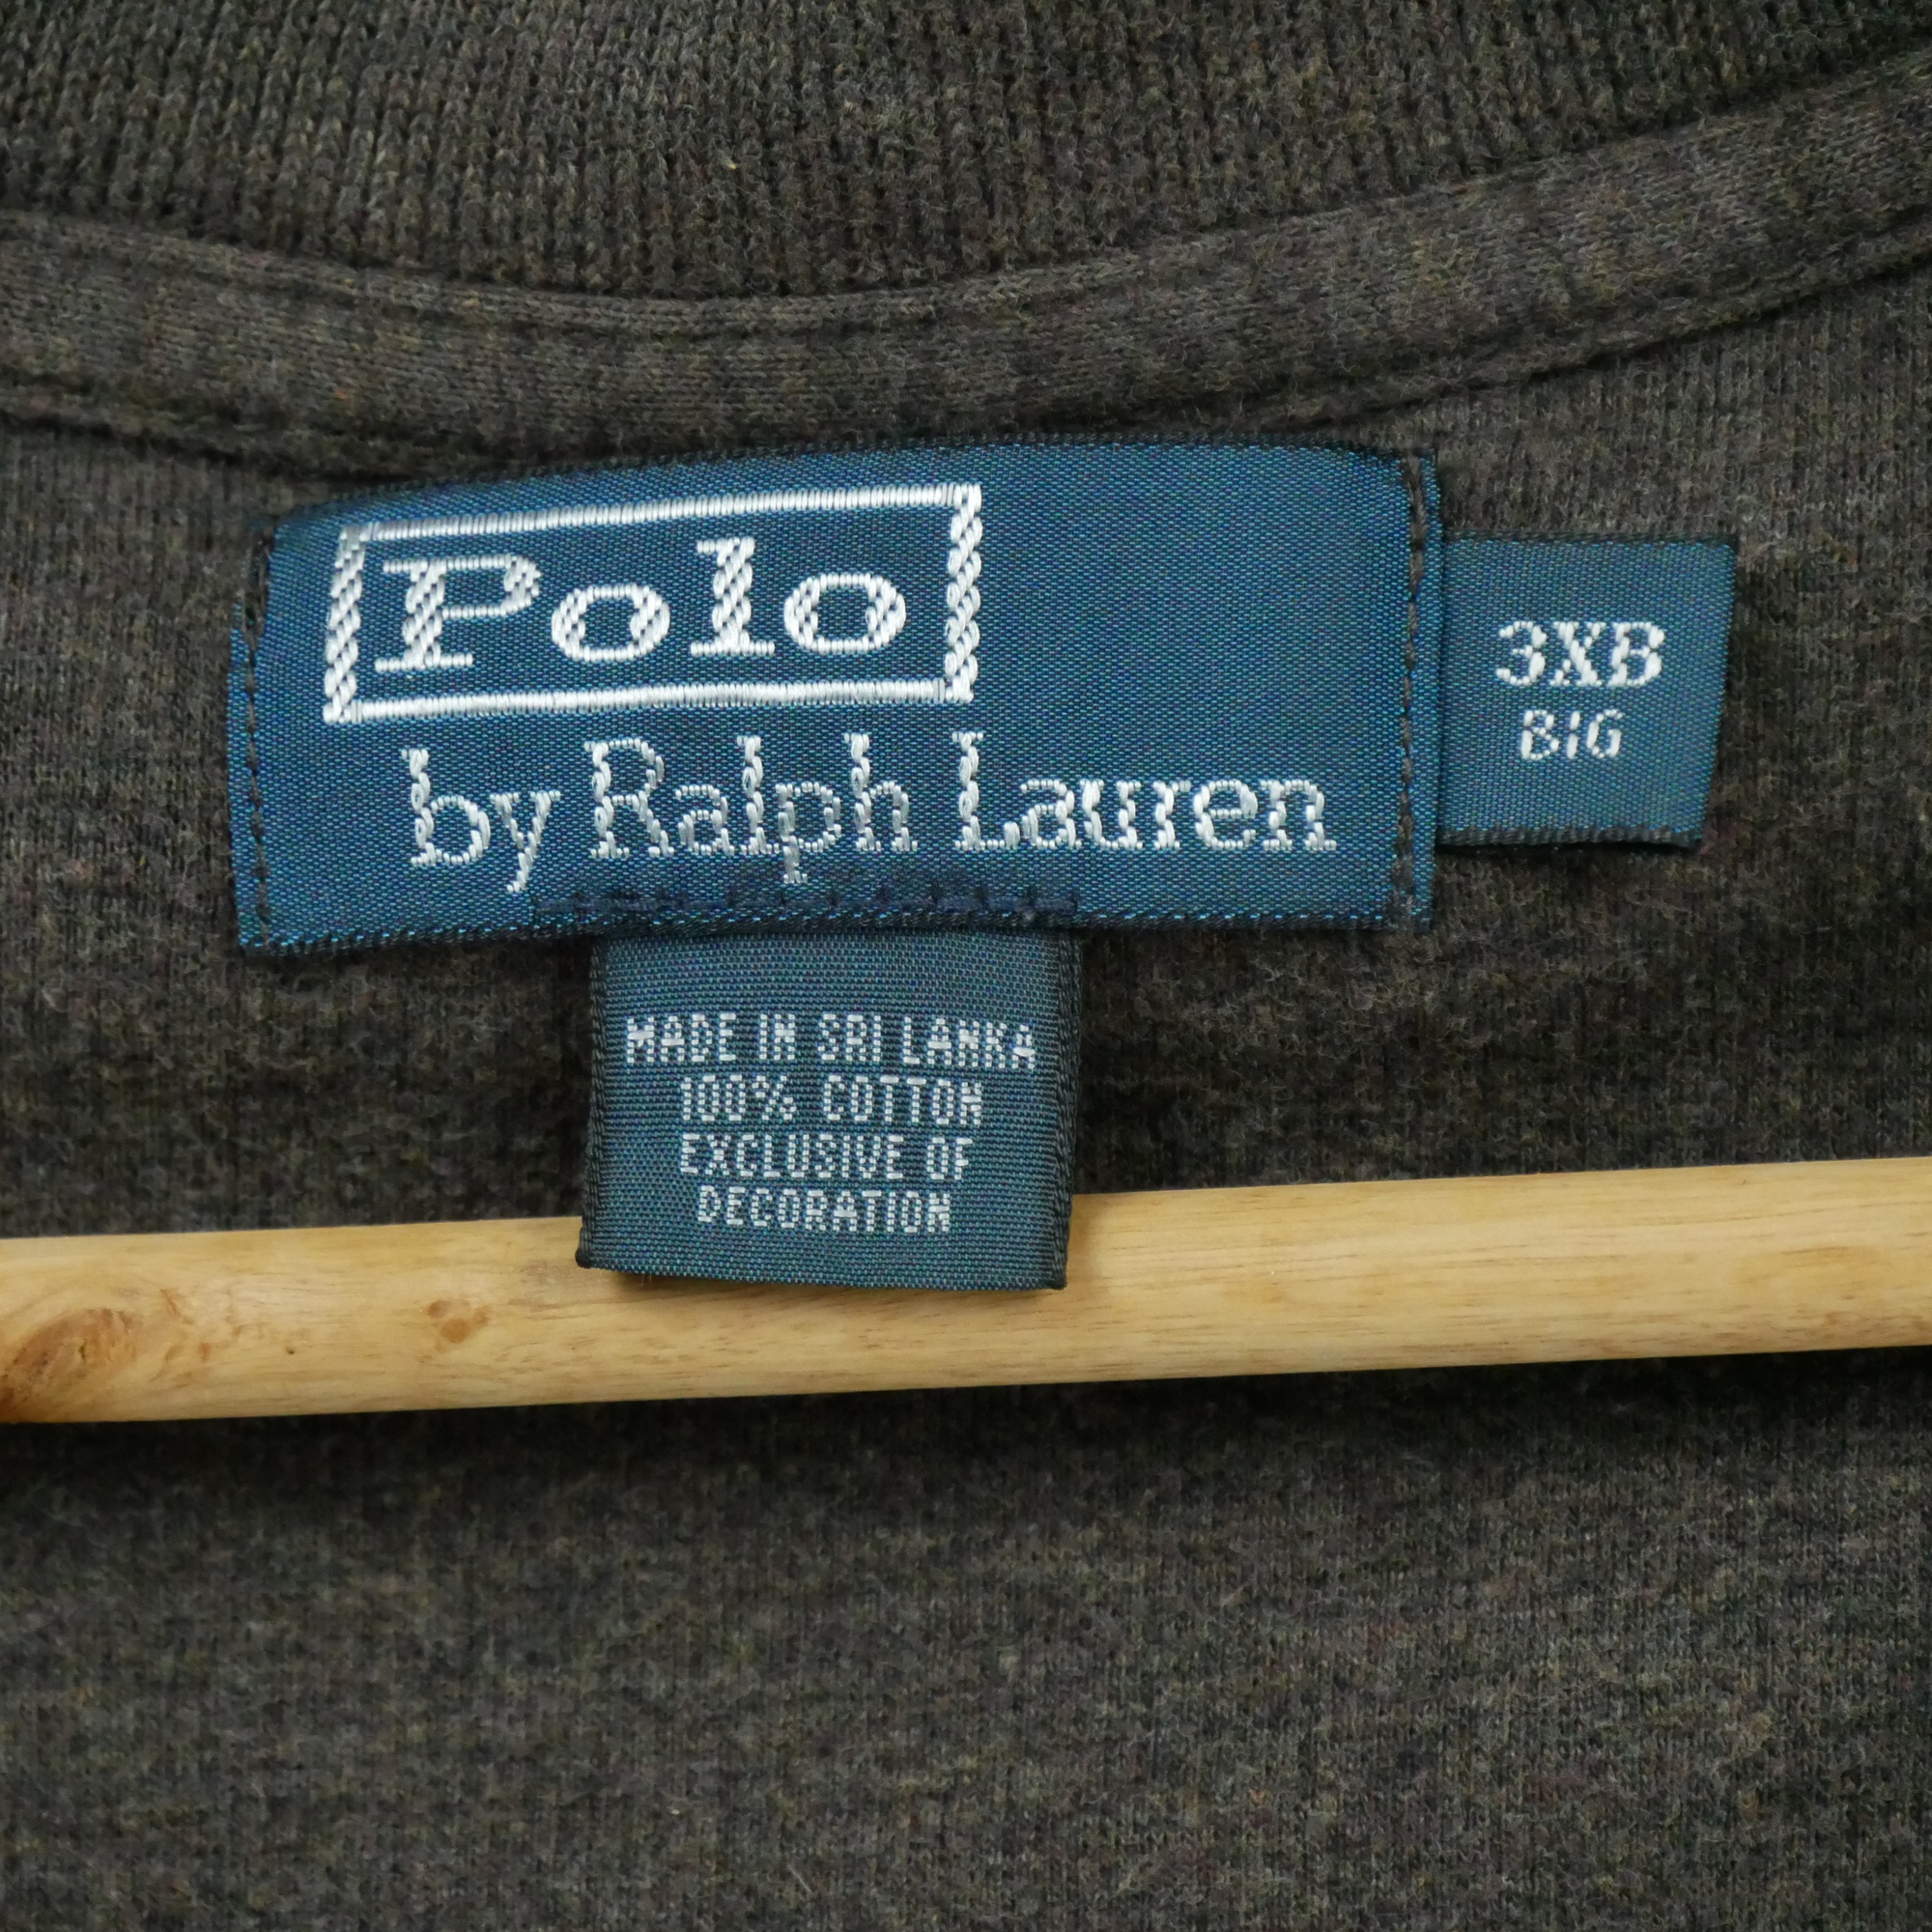 Polo
by Ralph Lauren
3XB
BIG
MADE IN SRI LANKA
100% COTTON
EXCLUSIVE OF
DECORATION